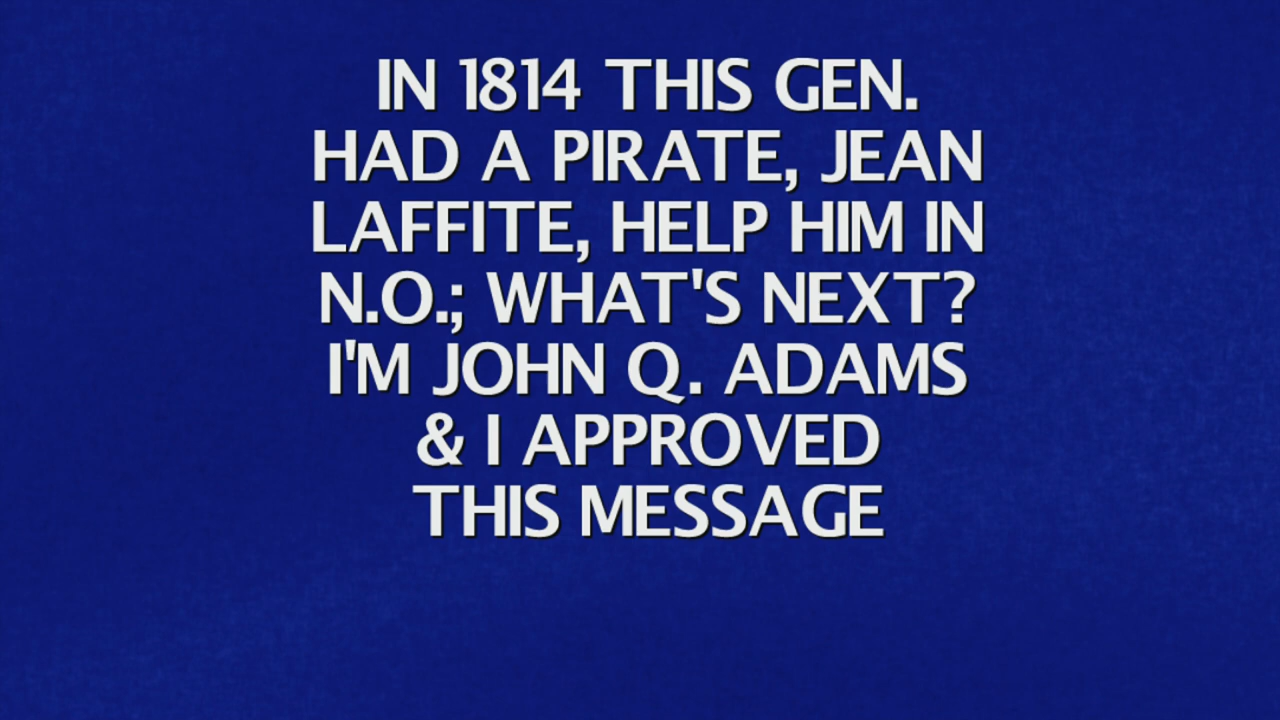 IN 1814 THIS GEN.
HAD A PIRATE, JEAN
LAFFITE, HELP HIM IN
N.O.; WHAT'S NEXT?
I'M JOHN Q. ADAMS
& I APPROVED
THIS MESSAGE